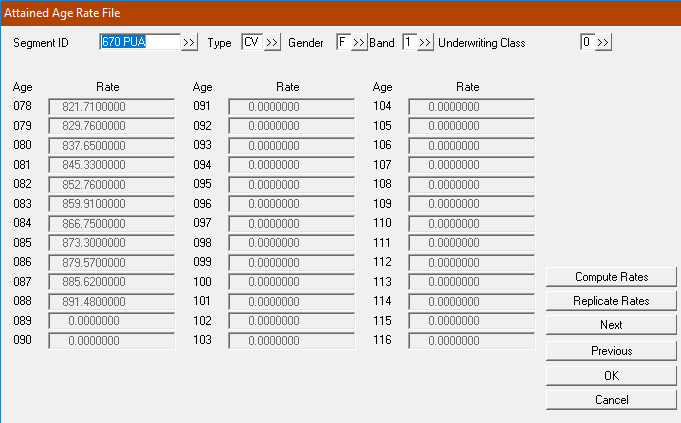 Attained Age Rate File
Segment ID 670 PUA >> Type CV >> Gender F >> Band 1 >> Underwriting Class 0 >>
Age Rate Age Rate Age Rate
078 821.7100000 091 0.0000000 104 0.0000000
079 829.7600000 092 0.0000000 105 0.0000000
080 837.6500000 093 0.0000000 106 0.0000000
081 845.3300000 094 0.0000000 107 0.0000000
082 852.7600000 095 0.0000000 108 0.0000000
083 859.9100000 096 0.0000000 109 0.0000000
084 866.7500000 097 0.0000000 110 0.0000000
085 873.3000000 098 0.0000000 111 0.0000000
086 879.5700000 099 0.0000000 112 0.0000000
087 885.6200000 100 0.0000000 113 0.0000000
088 891.4800000 101 0.0000000 114 0.0000000
089 0.0000000 102 0.0000000 115 0.0000000
090 0.0000000 103 0.0000000 116 0.0000000
Compute Rates
Replicate Rates
Next
Previous
OK
Cancel